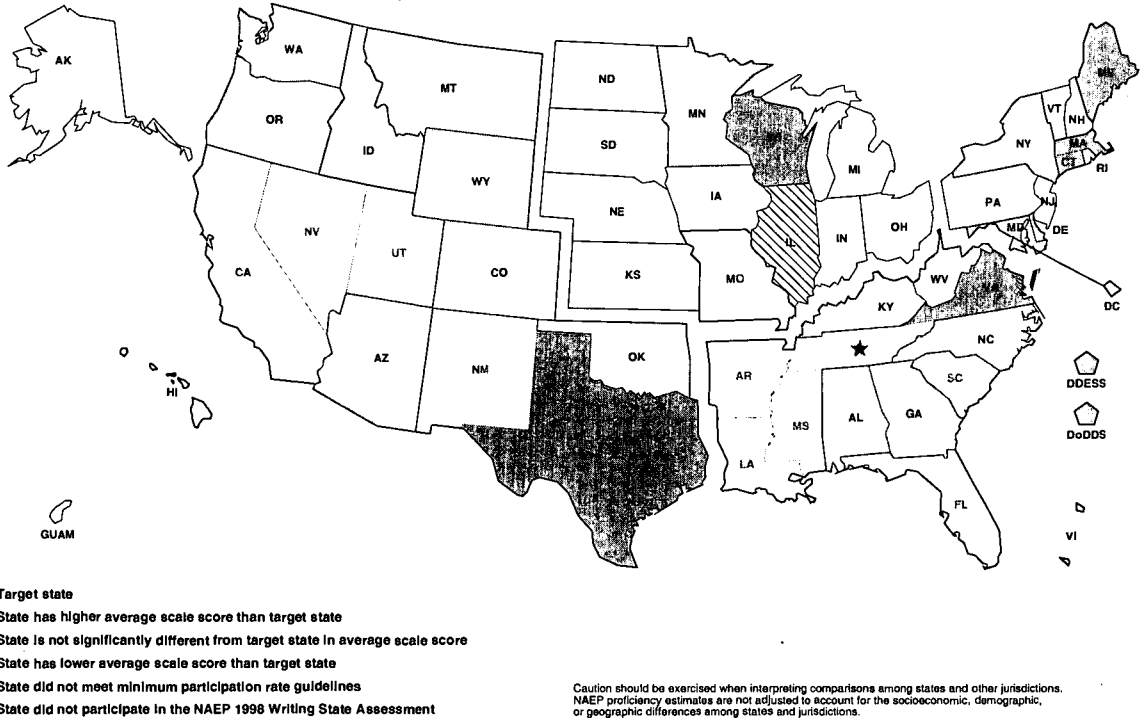 AK
WA
MT
ND
MN
ME
VT
NH
OR
ID
SD
WI
NY
MA
CT
RI
WY
MI
IA
PA
NJ
NE
NV
UT
IL
IN
OH
MD
DE
CA
CO
KS
MO
WV
VA
DC
KY
AZ
NM
OK
NC
AR
SC
DDESS
HI
MS
AL
GA
DoDDS
LA
FL
GUAM
VI
Target state
State has higher average scale score than target state
State is not significantly different from target state in average scale score
State has lower average scale score than target state
State did not meet minimum participation rate guidelines
State did not participate in the NAEP 1998 Writing State Assessment
Caution should be exercised when interpreting comparisons among states and other jurisdictions.
NAEP proficiency estimates are not adjusted to account for the socioeconomic, demographic,
or geographic differences among states and jurisdictions.